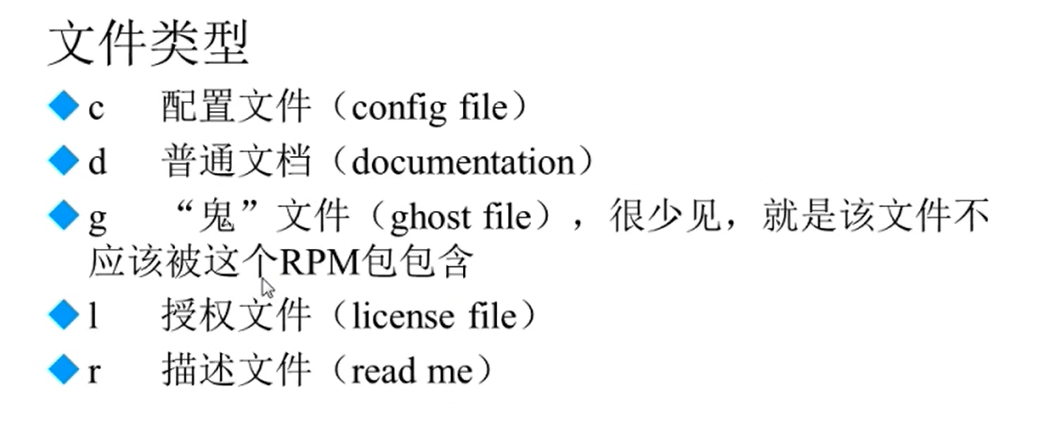 文件类型
c 配置文件（config file）
d 普通文档（documentation）
g “鬼”文件（ghost file），很少见，就是该文件不
应该被这个RPM包包含
l 授权文件（license file）
r 描述文件（read me）